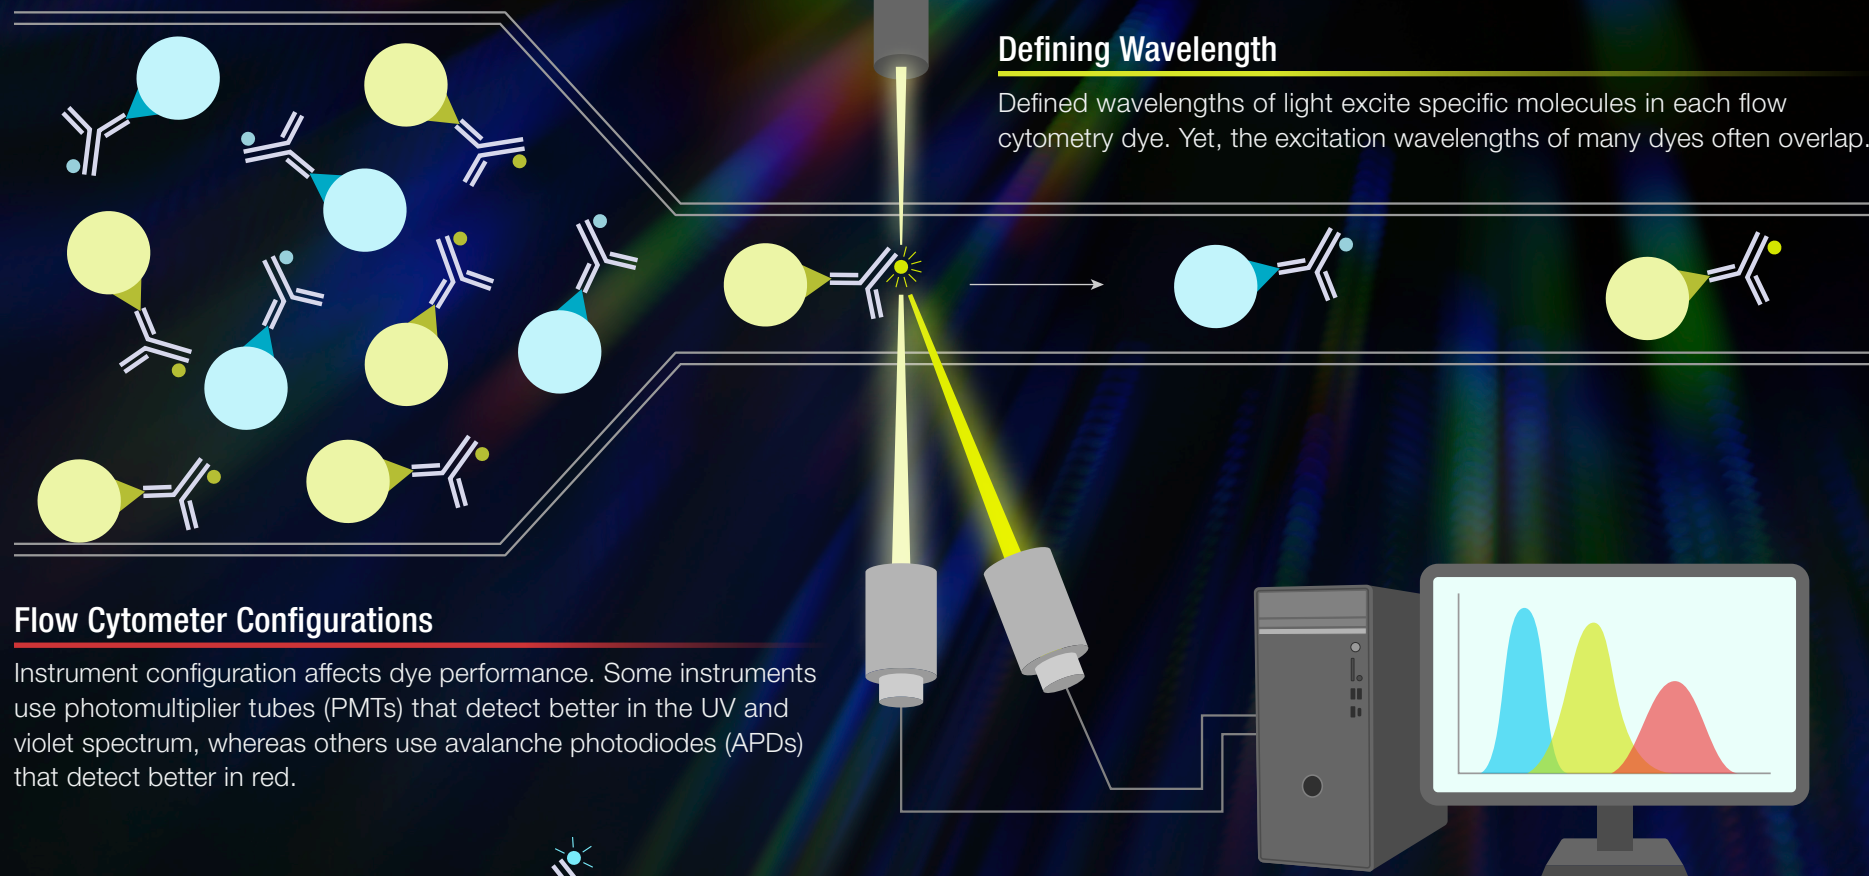 Defining Wavelength
Defined wavelengths of light excite specific molecules in each flow
cytometry dye. Yet, the excitation wavelengths of many dyes often overlap.
Flow Cytometer Configurations
Instrument configuration affects dye performance. Some instruments
use photomultiplier tubes (PMTs) that detect better in the UV and
violet spectrum, whereas others use avalanche photodiodes (APDs)
that detect better in red.